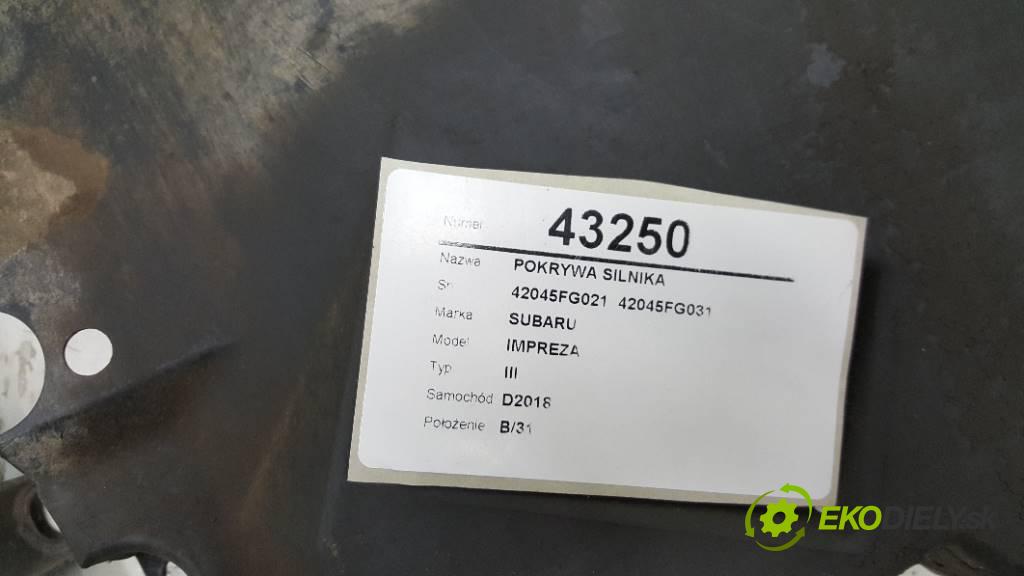 Numer 43250
Nazwa POKRYWA SILNIKA
Sn 42045FG021 42045FG031
Marka SUBARU
Model IMPREZA
Typ III
Samochód D2018
Położenie B/31
EKODIELY.sk